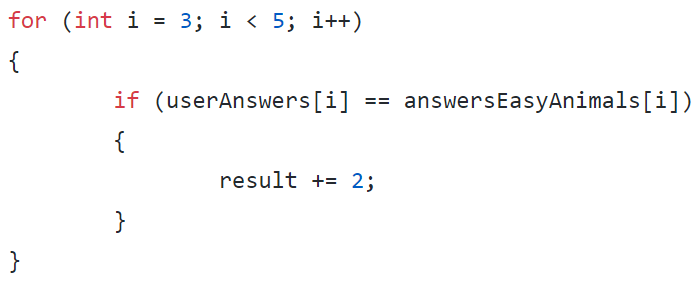 for (int i = 3; i < 5; i++)
{
        if (userAnswers[i] == answersEasyAnimals[i])
        {
                result += 2;
        }
}